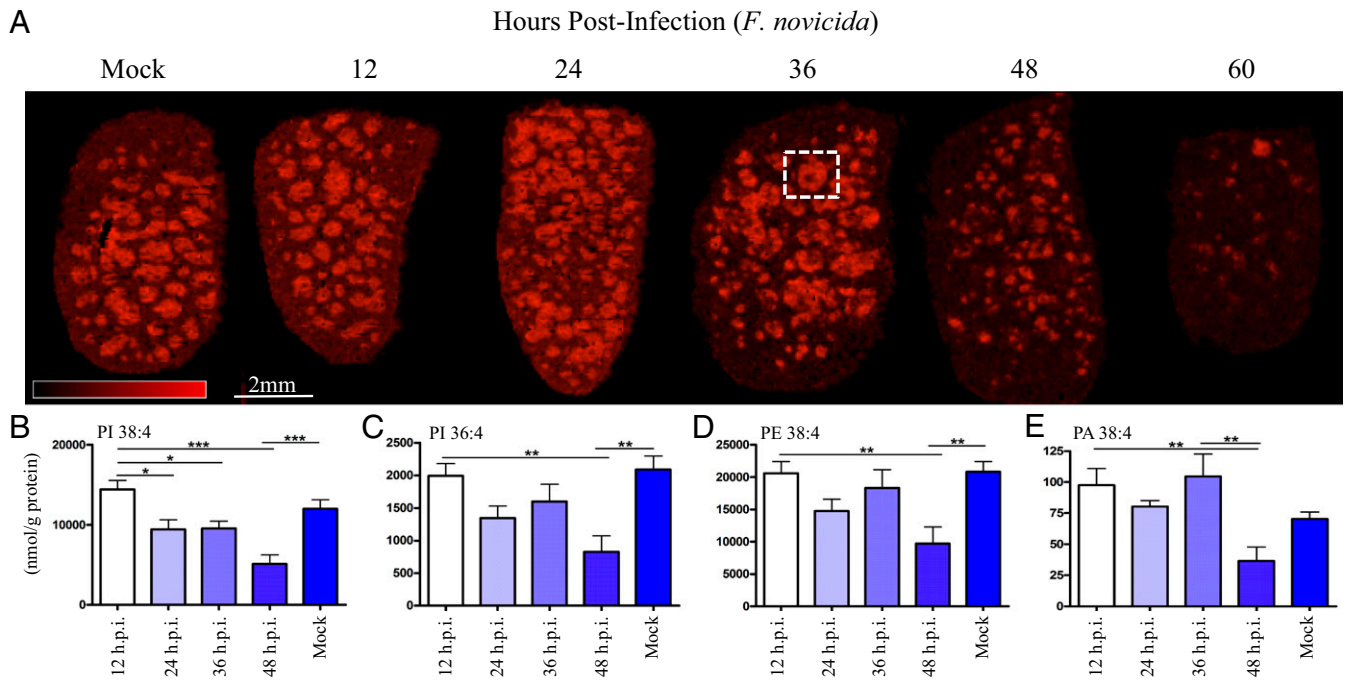 A
Hours Post-Infection (F. novicida)
Mock 12 24 36 48 60
2mm
B PI 38:4
(nmol/g protein)
20000
10000
0
*** *** * *
12 h.p.i. 24 h.p.i. 36 h.p.i. 48 h.p.i. Mock
C PI 36:4
2500
2000
1500
1000
500
0
** **
12 h.p.i. 24 h.p.i. 36 h.p.i. 48 h.p.i. Mock
D PE 38:4
25000
20000
15000
10000
5000
0
** **
12 h.p.i. 24 h.p.i. 36 h.p.i. 48 h.p.i. Mock
E PA 38:4
125
100
75
50
25
0
** **
12 h.p.i. 24 h.p.i. 36 h.p.i. 48 h.p.i. Mock